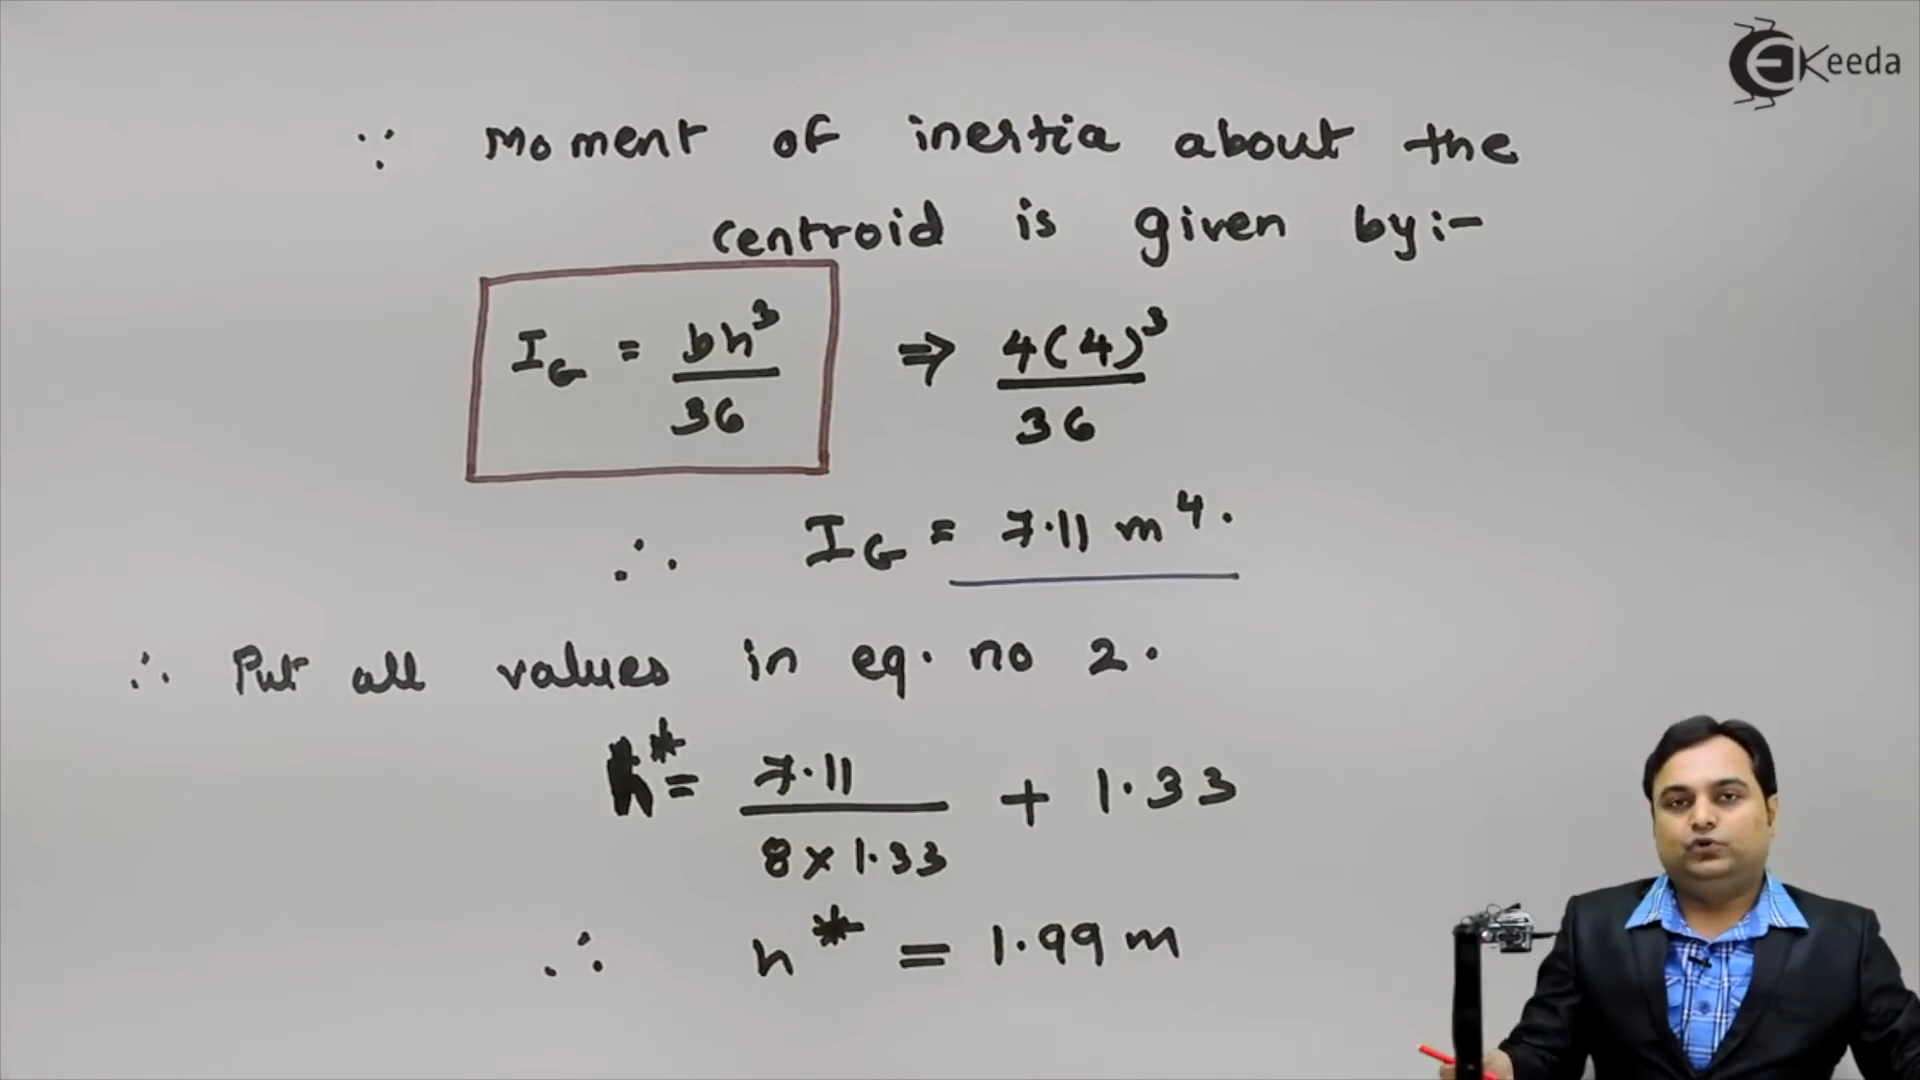 EKeeda
∵ Moment of inertia about the
centroid is given by:-
I_G = bh³/36 ⇒ 4(4)³/36
∴ I_G = 7.11 m⁴.
∴ Put all values in eq. no 2.
h* = 7.11/(8 × 1.33) + 1.33
∴ h* = 1.99 m